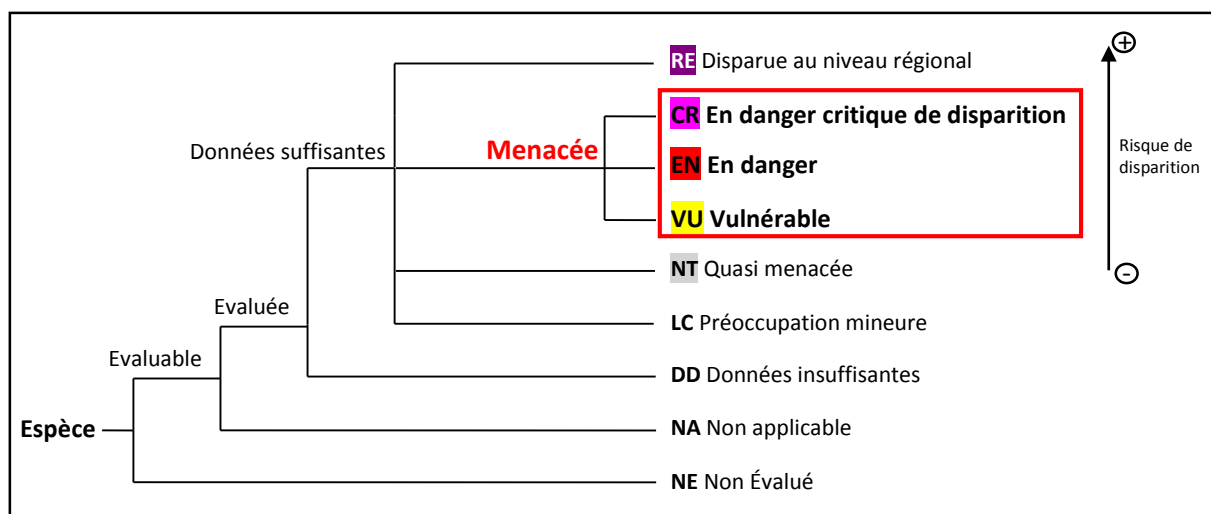 RE Disparue au niveau régional
+
CR En danger critique de disparition
Données suffisantes
Menacée
EN En danger
Risque de
disparition
VU Vulnérable
NT Quasi menacée
-
Evaluée
LC Préoccupation mineure
Evaluable
DD Données insuffisantes
Espèce
NA Non applicable
NE Non Évalué